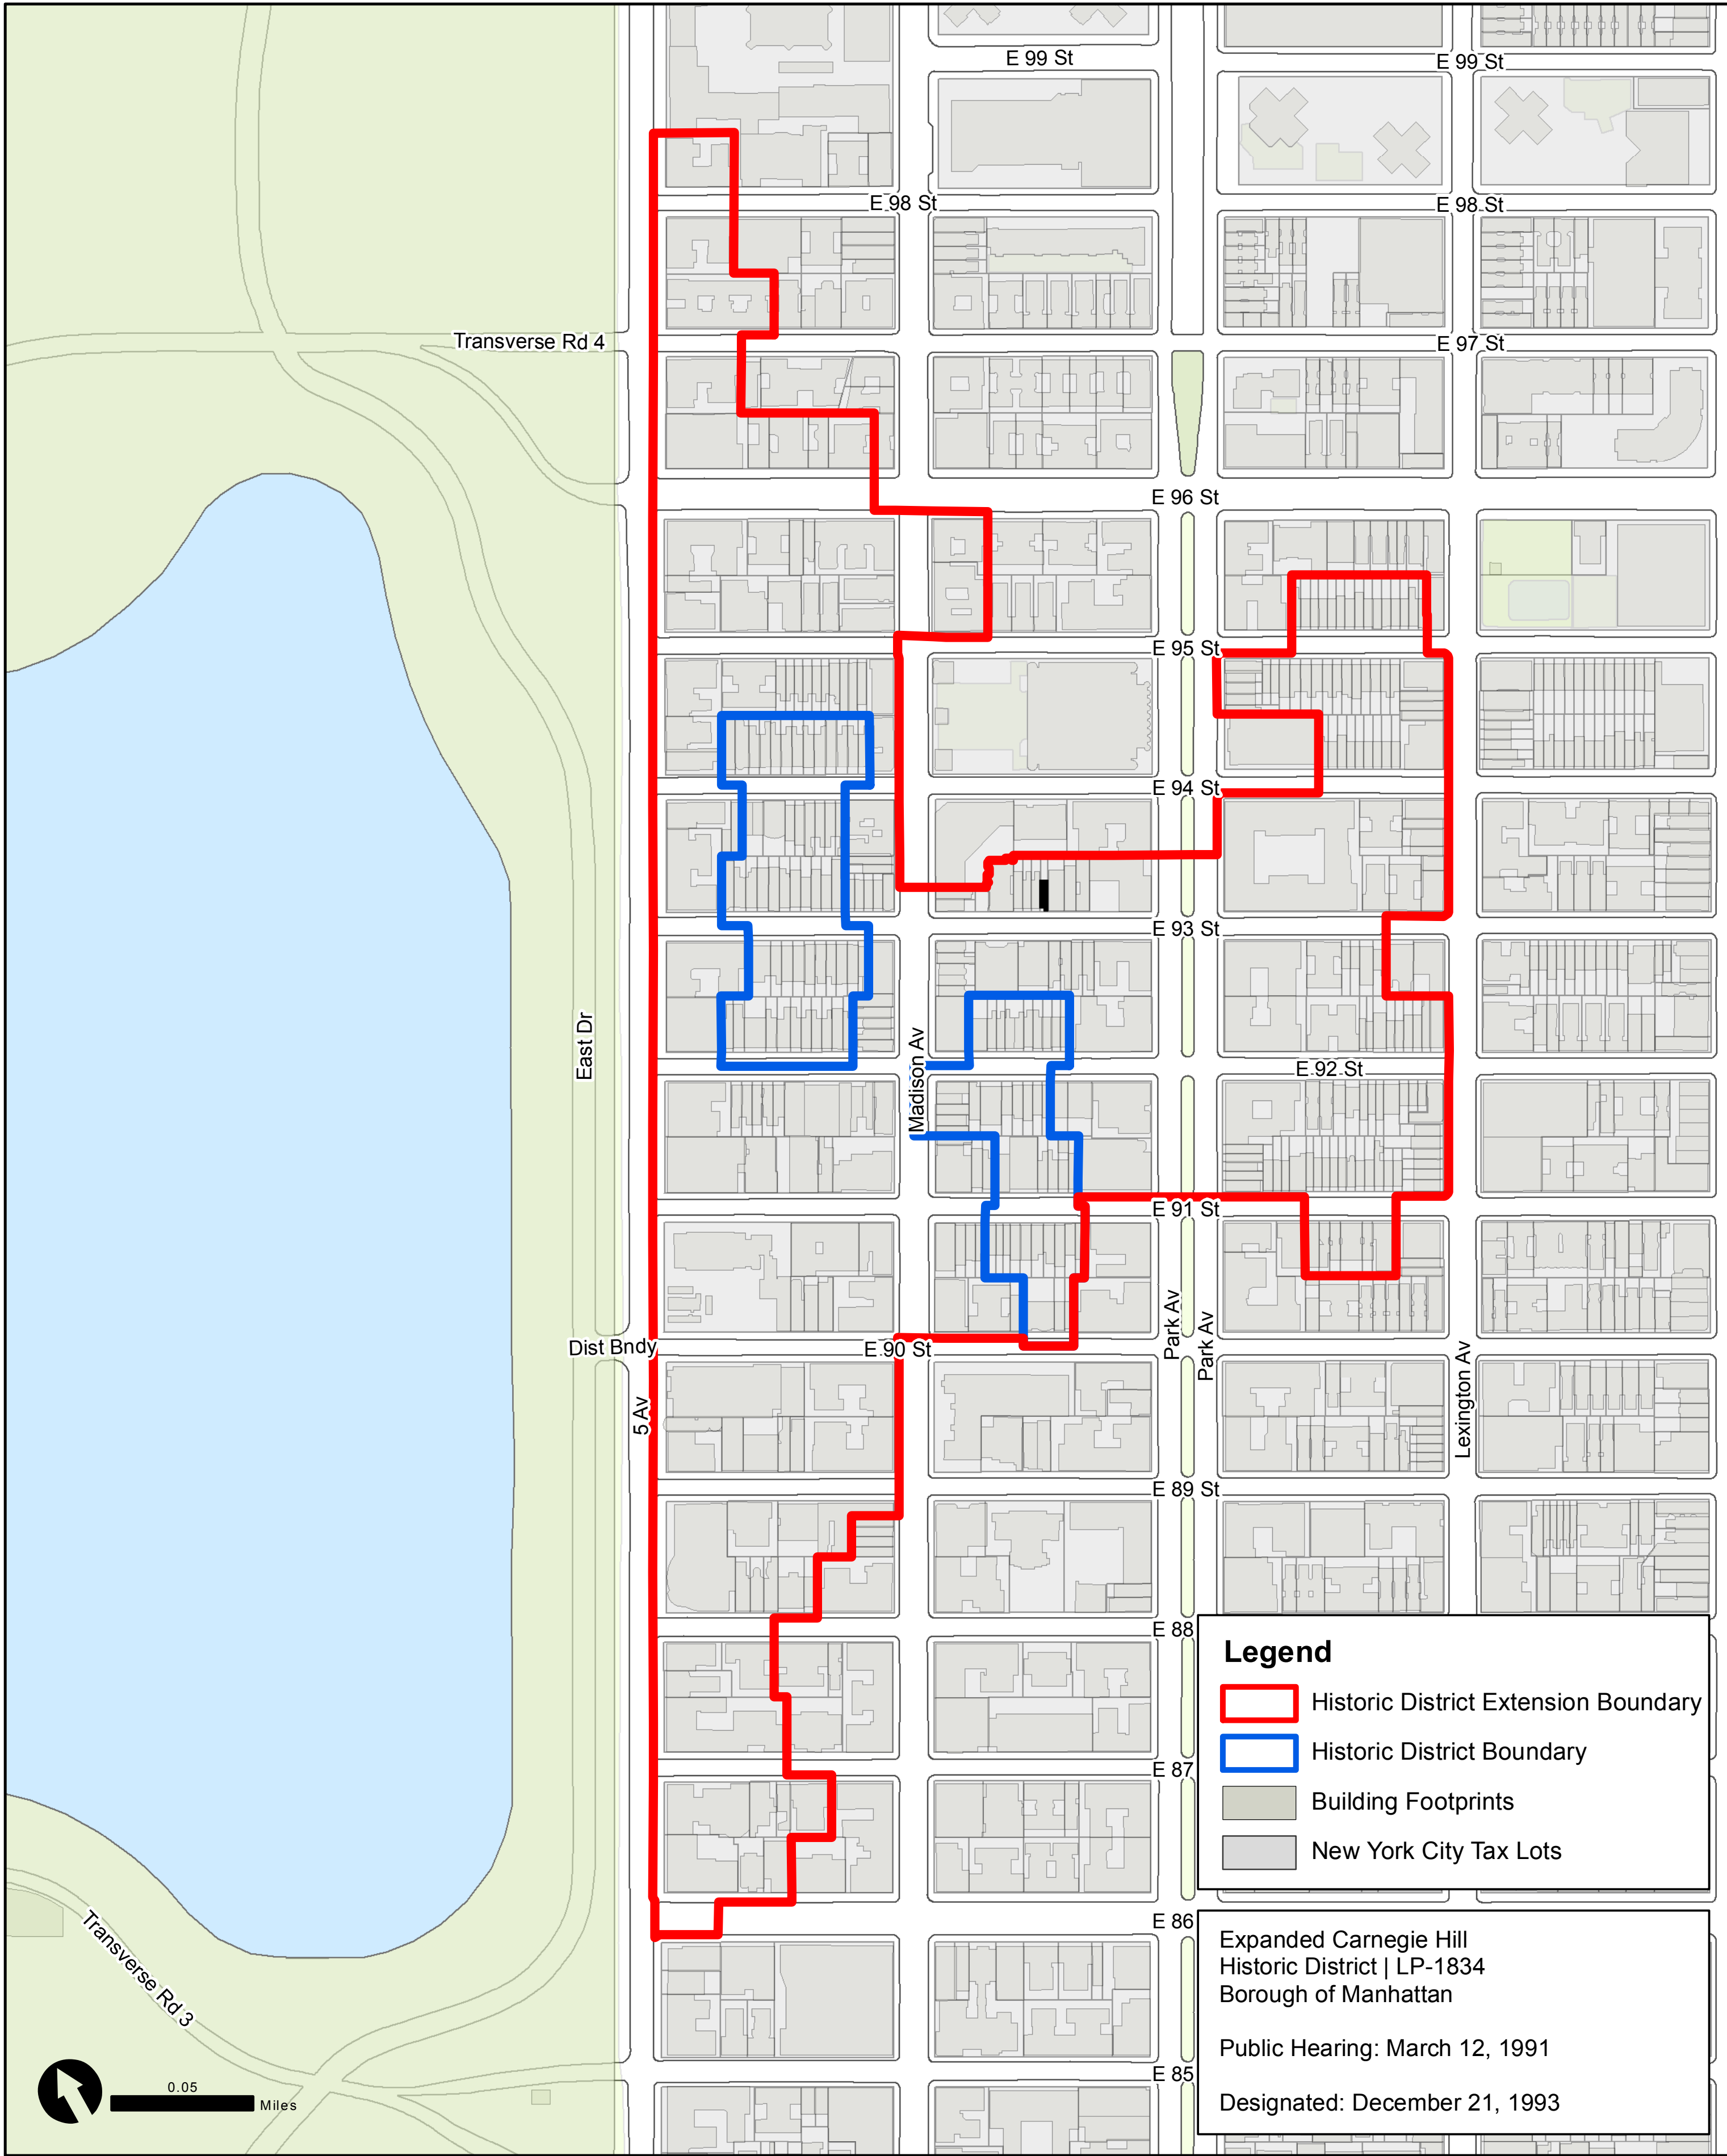 E 99 St
E 99 St
E 98 St
E 98 St
Transverse Rd 4
E 97 St
E 96 St
E 95 St
E 94 St
E 93 St
East Dr
Madison Av
E 92 St
E 91 St
Park Av
Park Av
Dist Bndy
E 90 St
5 Av
Lexington Av
E 89 St
E 88
E 87
E 86
E 85
Transverse Rd 3
0.05
Miles
Legend
Historic District Extension Boundary
Historic District Boundary
Building Footprints
New York City Tax Lots
Expanded Carnegie Hill
Historic District | LP-1834
Borough of Manhattan
Public Hearing: March 12, 1991
Designated: December 21, 1993